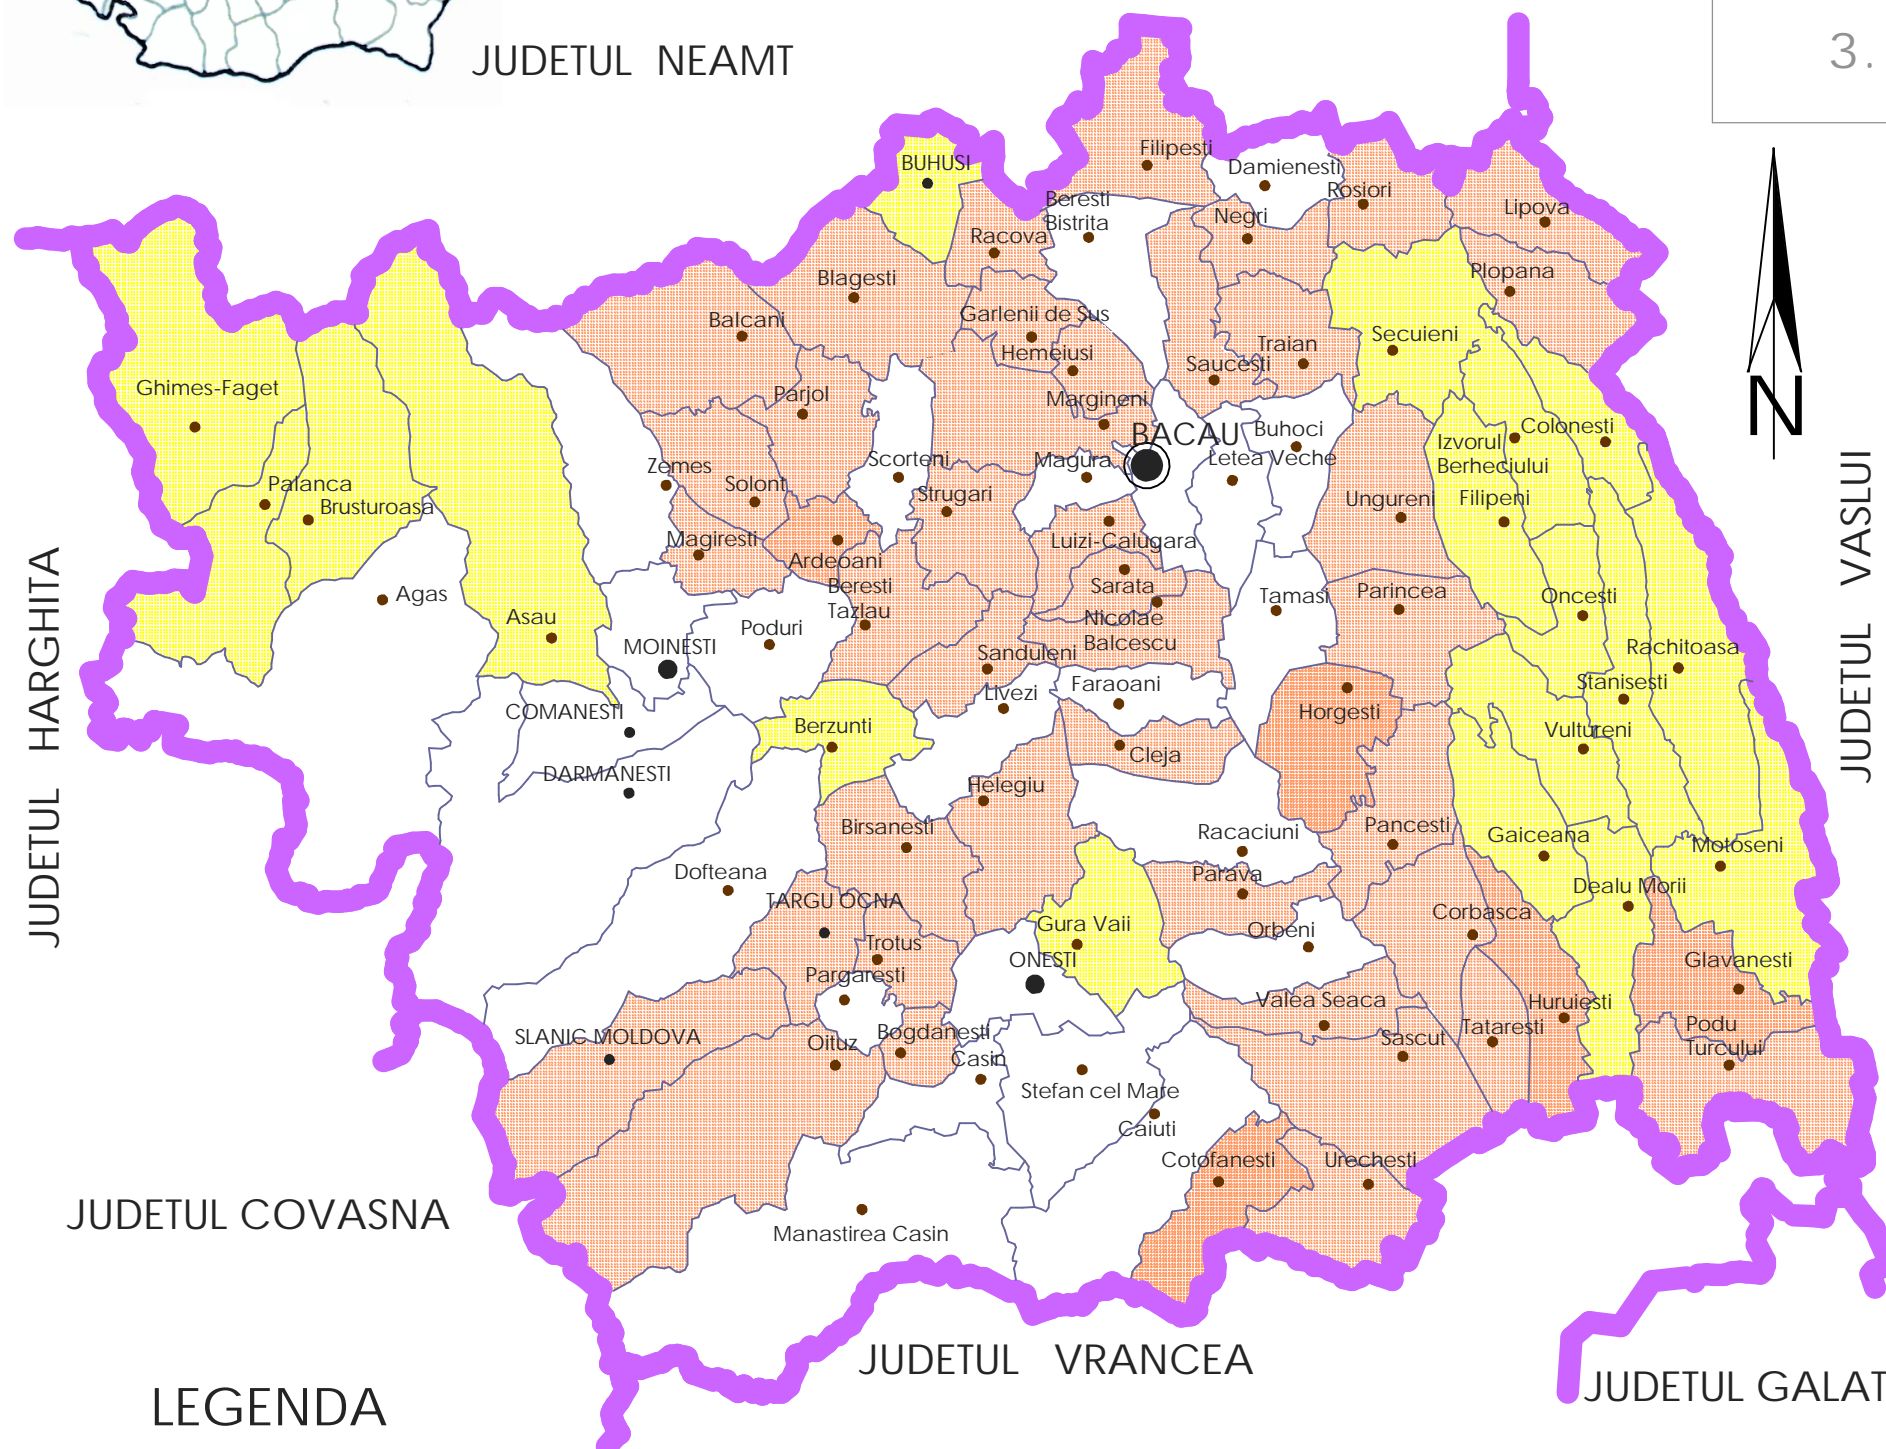 JUDETUL NEAMT
3.
BUHUSI
Filipesti
Damienesti
Rosiori
Beresti
Bistrita
Negri
Lipova
Racova
Blagesti
Plopana
Garlenii de Sus
Balcani
Hemeiusi
Traian
Secuieni
Saucesti
Ghimes-Faget
Parjol
Margineni
BACAU
Buhoci
Izvorul
Berheciului
Colonesti
Zemes
Scorteni
Magura
Letea Veche
Palanca
Solont
Strugari
Brusturoasa
Ungureni
Filipeni
Magiresti
Luizi-Calugara
Ardeoani
Agas
Beresti
Tazlau
Sarata
Tamasi
Parincea
Oncesti
Asau
Poduri
Nicolae
Balcescu
MOINESTI
Sanduleni
Rachitoasa
Livezi
Faraoani
Stanisesti
COMANESTI
Berzunti
Horgesti
Vultureni
Cleja
DARMANESTI
Helegiu
Birsanesti
Racaciuni
Pancesti
Gaiceana
Motoseni
Dofteana
Parava
Dealu Morii
TARGU OCNA
Gura Vaii
Corbasca
Trotus
Orbeni
ONESTI
Glavanesti
Pargaresti
Valea Seaca
Huruiesti
SLANIC MOLDOVA
Oituz
Bogdanesti
Sascut
Tataresti
Podu
Turcului
Casin
Stefan cel Mare
Caiuti
Cotofanesti
Urechesti
Manastirea Casin
N
JUDETUL HARGHITA
JUDETUL VASLUI
JUDETUL COVASNA
JUDETUL VRANCEA
JUDETUL GALAT
LEGENDA